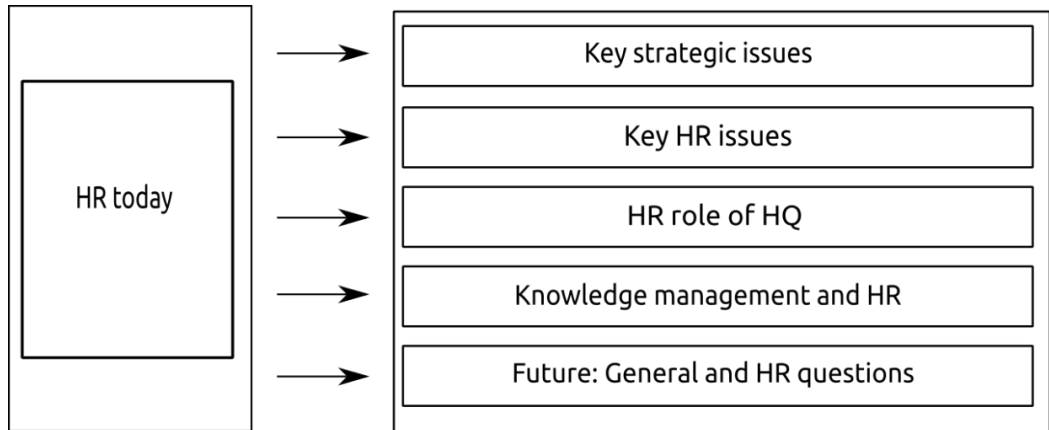 HR today
Key strategic issues
Key HR issues
HR role of HQ
Knowledge management and HR
Future: General and HR questions